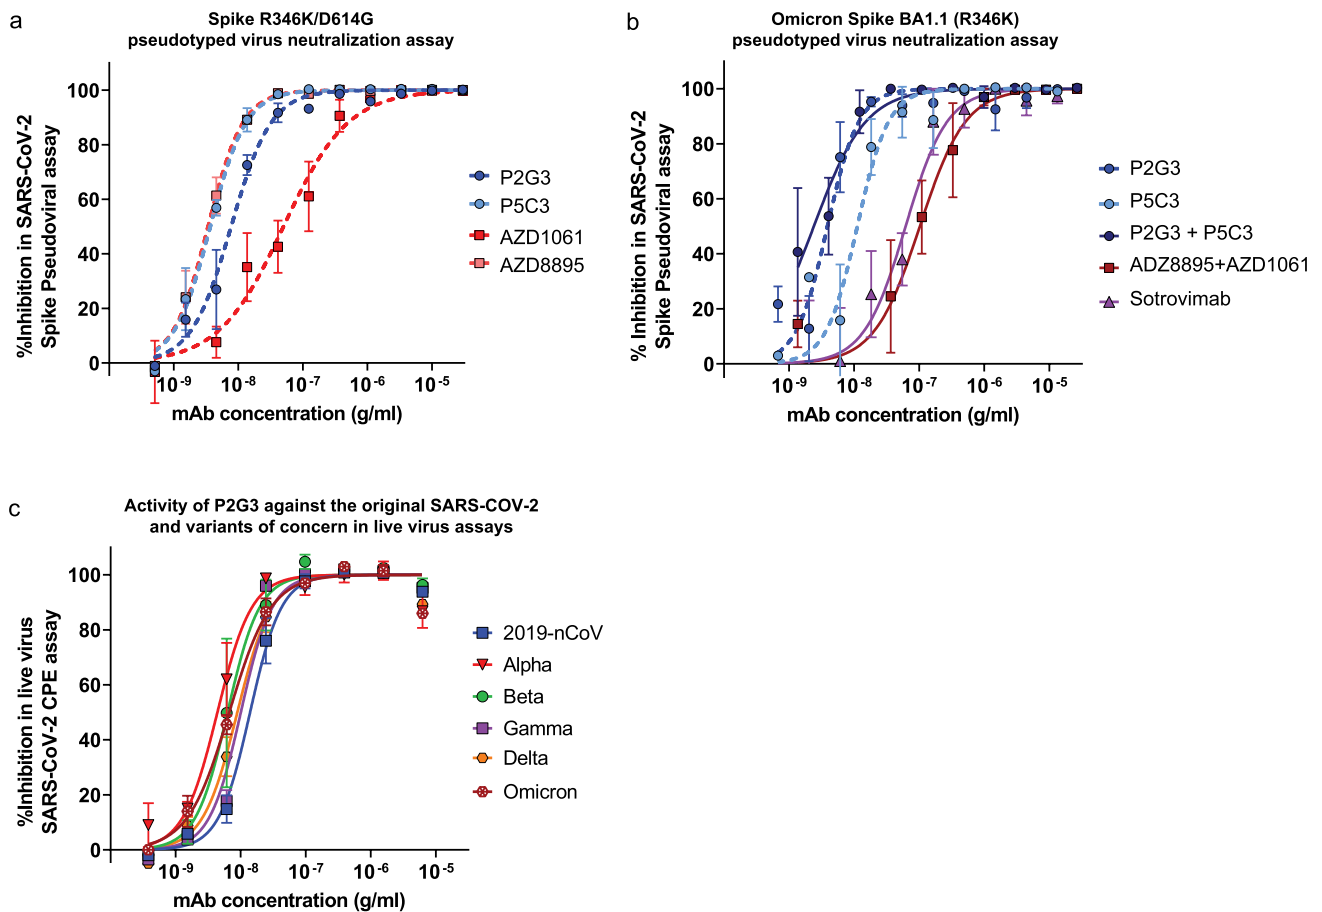 a
Spike R346K/D614G
pseudotyped virus neutralization assay
%Inhibition in SARS-CoV-2
Spike Pseudoviral assay
100
80
60
40
20
0
10-9
10-8
10-7
10-6
10-5
mAb concentration (g/ml)
P2G3
P5C3
AZD1061
AZD8895
b
Omicron Spike BA1.1 (R346K)
pseudotyped virus neutralization assay
% Inhibition in SARS-CoV-2
Spike Pseudoviral assay
100
80
60
40
20
0
10-9
10-8
10-7
10-6
10-5
mAb concentration (g/ml)
P2G3
P5C3
P2G3 + P5C3
ADZ8895+AZD1061
Sotrovimab
c
Activity of P2G3 against the original SARS-COV-2
and variants of concern in live virus assays
%Inhibition in live virus
SARS-CoV-2 CPE assay
100
80
60
40
20
0
10-9
10-8
10-7
10-6
10-5
mAb concentration (g/ml)
2019-nCoV
Alpha
Beta
Gamma
Delta
Omicron